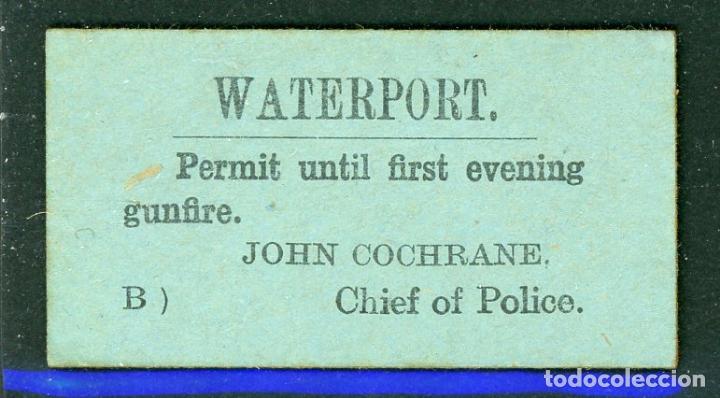 WATERPORT.
Permit until first evening
gunfire.
JOHN COCHRANE,
B) Chief of Police.
todocoleccion